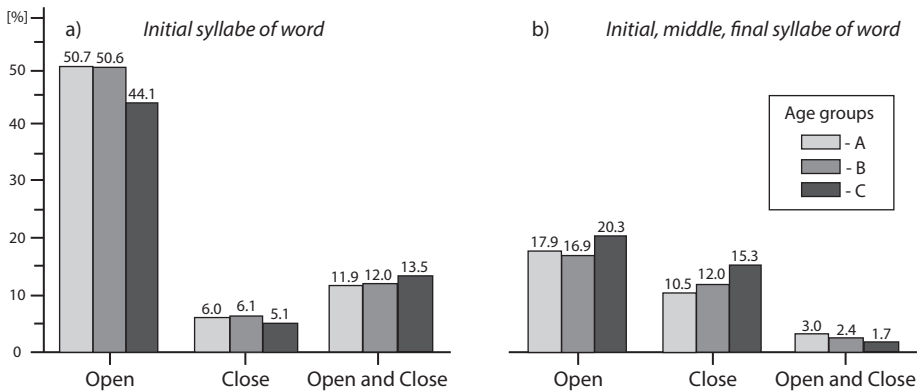 [%]
a) Initial syllabe of word
b) Initial, middle, final syllabe of word
50.7 50.6 44.1
6.0 6.1 5.1
11.9 12.0 13.5
17.9 16.9 20.3
10.5 12.0 15.3
3.0 2.4 1.7
50
40
30
20
10
0
Age groups
- A
- B
- C
Open Close Open and Close
Open Close Open and Close